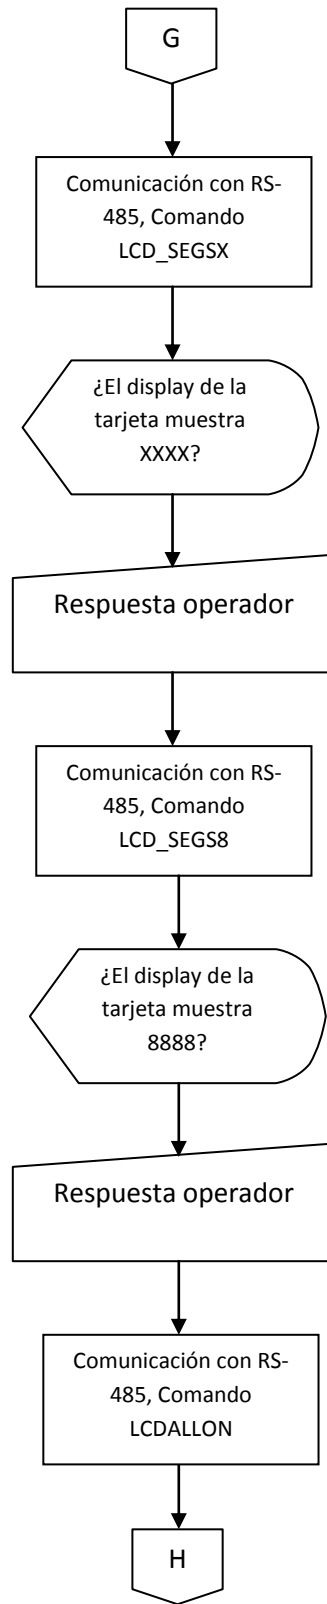 G
Comunicación con RS-
485, Comando
LCD_SEGSX
¿El display de la
tarjeta muestra
XXXX?
Respuesta operador
Comunicación con RS-
485, Comando
LCD_SEGS8
¿El display de la
tarjeta muestra
8888?
Respuesta operador
Comunicación con RS-
485, Comando
LCDALLON
H